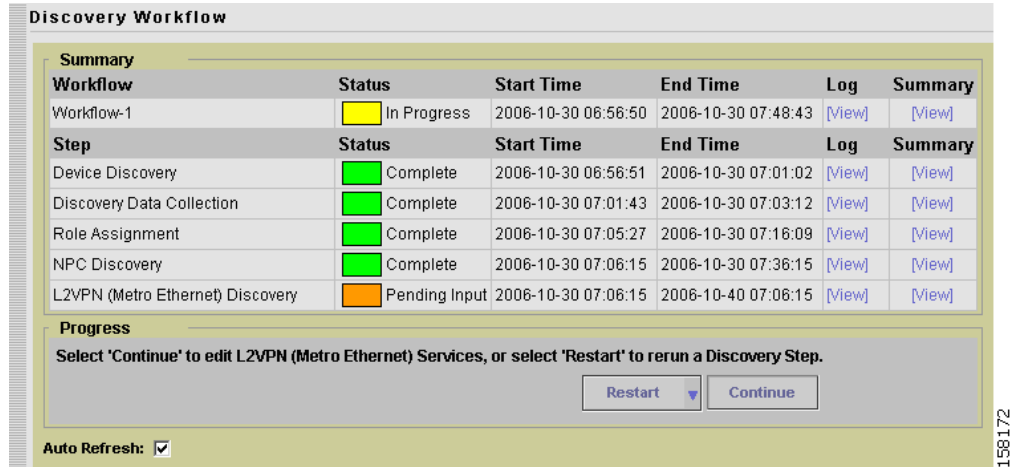 Discovery Workflow
Summary
Workflow Status Start Time End Time Log Summary
Workflow-1 In Progress 2006-10-30 06:56:50 2006-10-30 07:48:43 [View] [View]
Step Status Start Time End Time Log Summary
Device Discovery Complete 2006-10-30 06:56:51 2006-10-30 07:01:02 [View] [View]
Discovery Data Collection Complete 2006-10-30 07:01:43 2006-10-30 07:03:12 [View] [View]
Role Assignment Complete 2006-10-30 07:05:27 2006-10-30 07:16:09 [View] [View]
NPC Discovery Complete 2006-10-30 07:06:15 2006-10-30 07:36:15 [View] [View]
L2VPN (Metro Ethernet) Discovery Pending Input 2006-10-30 07:06:15 2006-10-40 07:06:15 [View] [View]
Progress
Select 'Continue' to edit L2VPN (Metro Ethernet) Services, or select 'Restart' to rerun a Discovery Step.
Restart Continue
Auto Refresh:
158172